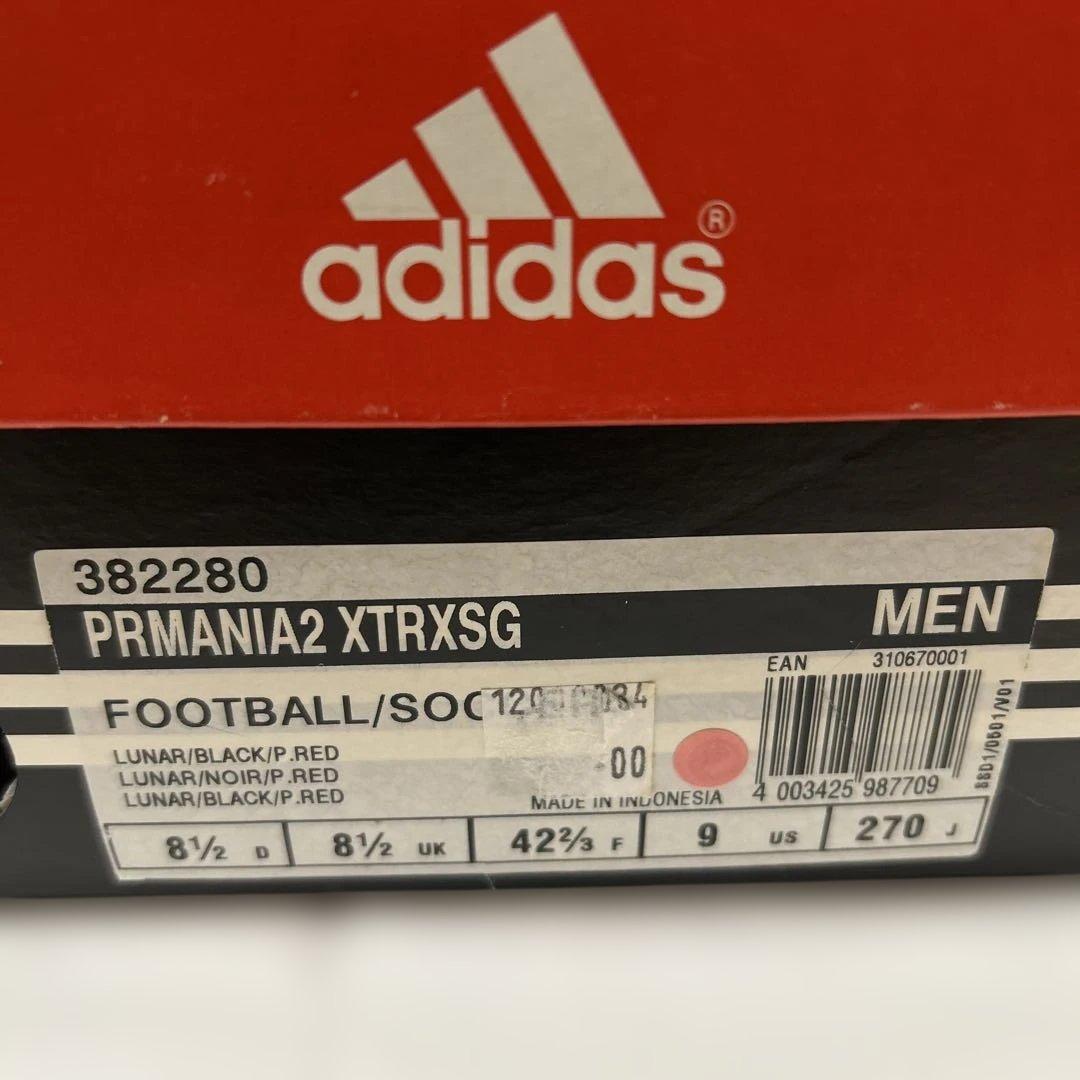 adidas®
382280
PRMANIA2 XTRXSG
MEN
EAN 310670001
FOOTBALL/SOC
084
LUNAR/BLACK/P.RED
LUNAR/NOIR/P.RED
LUNAR/BLACK/P.RED
00
MADE IN INDONESIA
4 003425 987709
8½ D 8½ UK 42⅔ F 9 US 270 J